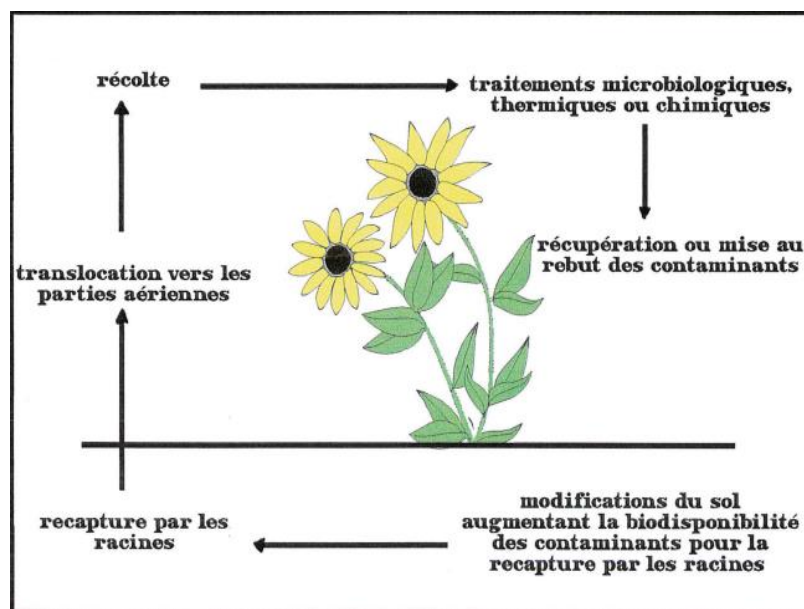 récolte
traitements microbiologiques,
thermiques ou chimiques
translocation vers les
parties aériennes
récupération ou mise au
rebut des contaminants
recapture par les
racines
modifications du sol
augmentant la biodisponibilité
des contaminants pour la
recapture par les racines